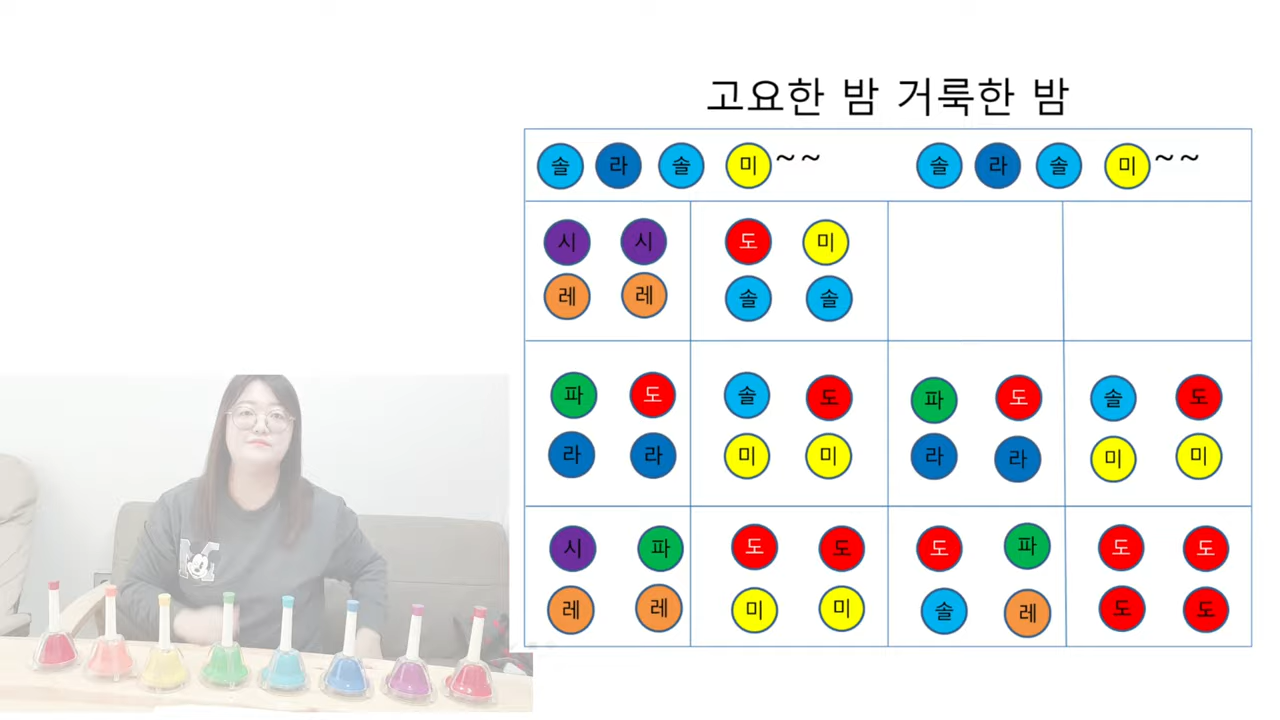 고요한 밤 거룩한 밤
솔 라 솔 미~~ 솔 라 솔 미~~
시 시 도 미
레 레 솔 솔
파 도 솔 도 파 도 솔 도
라 라 미 미 라 라 미 미
시 파 도 도 도 파 도 도
레 레 미 미 솔 레 도 도
M